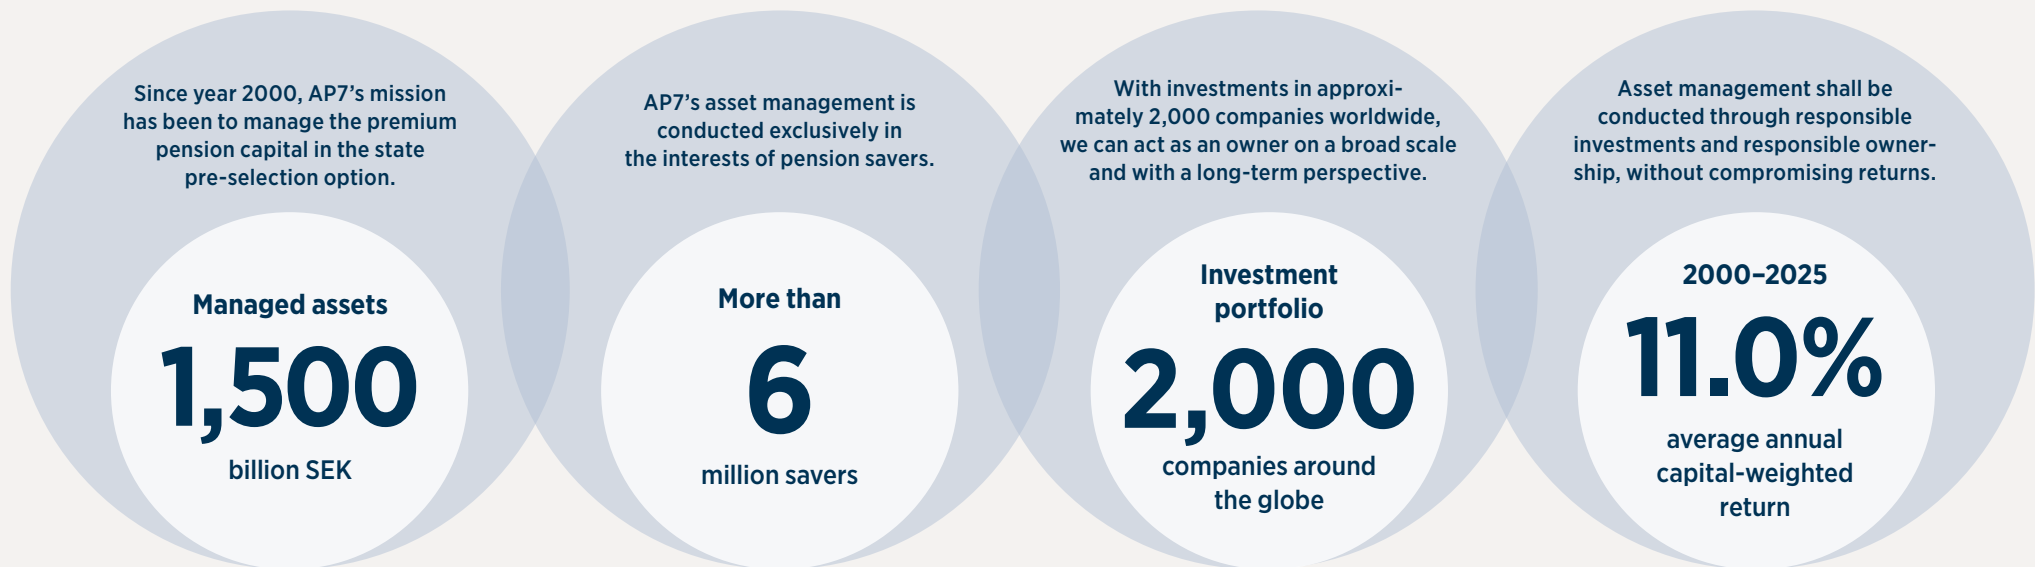 Since year 2000, AP7’s mission
has been to manage the premium
pension capital in the state
pre-selection option.
Managed assets
1,500
billion SEK
AP7’s asset management is
conducted exclusively in
the interests of pension savers.
More than
6
million savers
With investments in approxi-
mately 2,000 companies worldwide,
we can act as an owner on a broad scale
and with a long-term perspective.
Investment
portfolio
2,000
companies around
the globe
Asset management shall be
conducted through responsible
investments and responsible owner-
ship, without compromising returns.
2000–2025
11.0%
average annual
capital-weighted
return